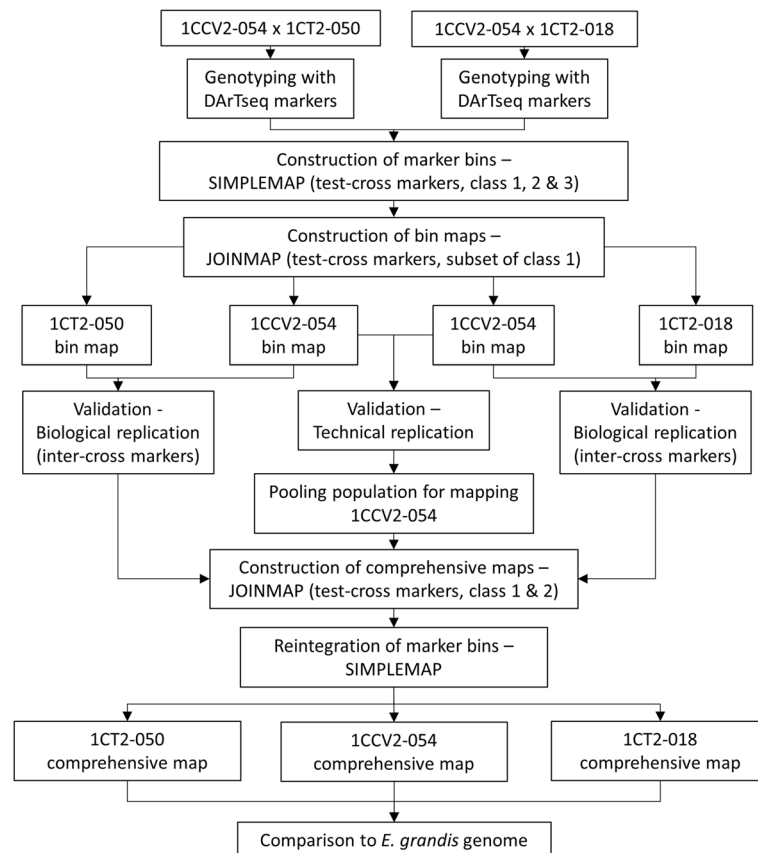 1CCV2-054 x 1CT2-050
1CCV2-054 x 1CT2-018
Genotyping with
DArTseq markers
Genotyping with
DArTseq markers
Construction of marker bins –
SIMPLEMAP (test-cross markers, class 1, 2 & 3)
Construction of bin maps –
JOINMAP (test-cross markers, subset of class 1)
1CT2-050
bin map
1CCV2-054
bin map
1CCV2-054
bin map
1CT2-018
bin map
Validation -
Biological replication
(inter-cross markers)
Validation –
Technical replication
Validation -
Biological replication
(inter-cross markers)
Pooling population for mapping
1CCV2-054
Construction of comprehensive maps –
JOINMAP (test-cross markers, class 1 & 2)
Reintegration of marker bins –
SIMPLEMAP
1CT2-050
comprehensive map
1CCV2-054
comprehensive map
1CT2-018
comprehensive map
Comparison to E. grandis genome